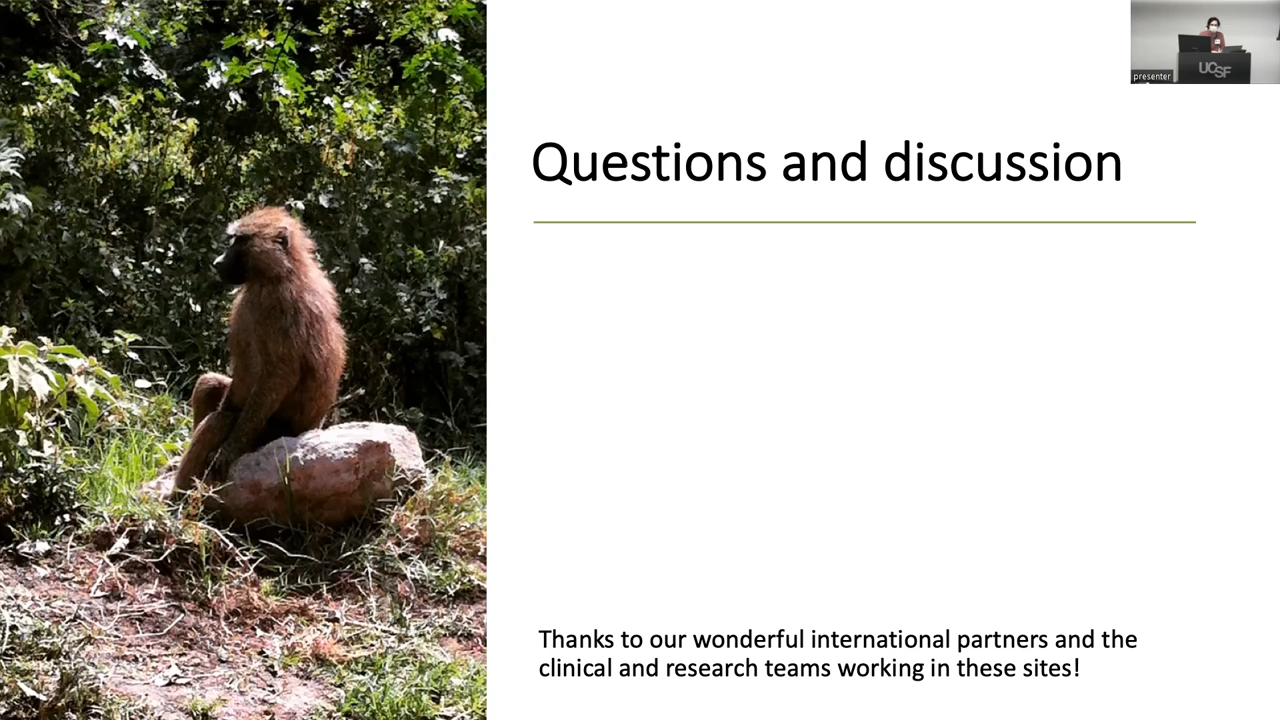 presenter
UCSF
Questions and discussion
Thanks to our wonderful international partners and the
clinical and research teams working in these sites!